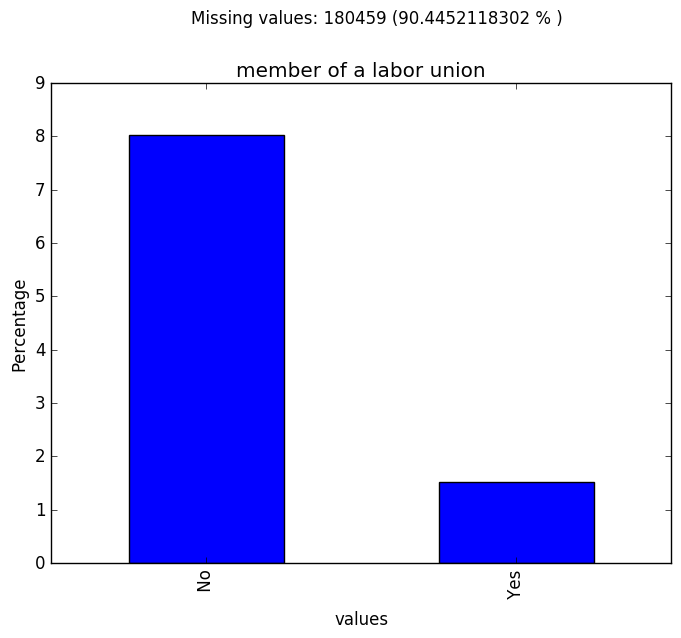 Missing values: 180459 (90.4452118302 % )
member of a labor union
9
8
7
6
5
4
3
2
1
0
Percentage
No
Yes
values